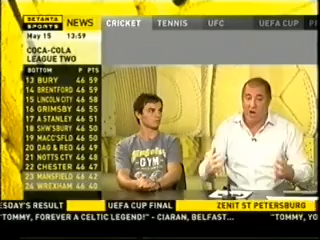 SETANTA SPORTS NEWS CRICKET TENNIS UFC UEFA CUP
May 15 13:59
COCA-COLA
LEAGUE TWO
BOTTOM P PTS
13 BURY 46 59
14 BRENTFORD 46 59
15 LINCOLN CITY 46 58
16 GRIMSBY 46 55
17 A STANLEY 46 51
18 SHW'SBURY 46 50
19 MACC'SFLD 46 50
20 DAG & RED 46 49
21 NOTTS CITY 46 48
22 CHESTER 46 47
23 MANSFIELD 46 42
24 WREXHAM 46 40
GYM
ESDAY'S RESULT UEFA CUP FINAL ZENIT ST PETERSBURG
"TOMMY, FOREVER A CELTIC LEGEND!" - CIARAN, BELFAST... "TOMMY, YO